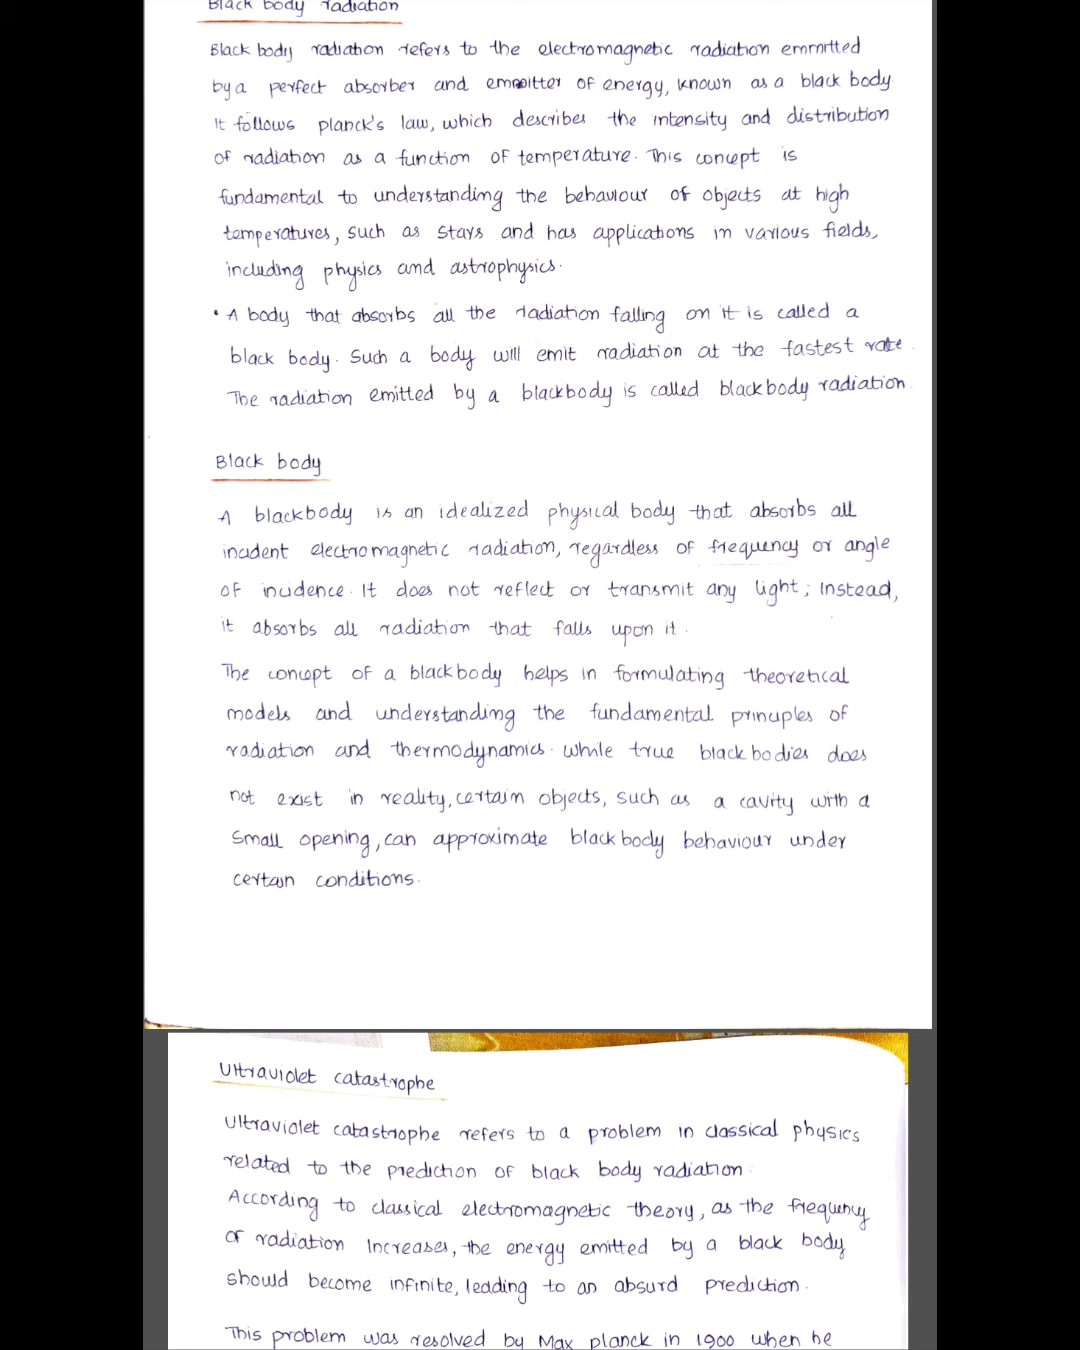 Black body radiation
Black body radiation refers to the electromagnetic radiation emmitted
by a perfect absorber and emmitter of energy, known as a black body
It follows planck's law, which describes the intensity and distribution
of radiation as a function of temperature. This concept is
fundamental to understanding the behaviour of objects at high
temperatures, such as stars and has applications in various fields,
including physics and astrophysics.
• A body that absorbs all the radiation falling on it is called a
black body. Such a body will emit radiation at the fastest rate.
The radiation emitted by a blackbody is called blackbody radiation.
Black body
A blackbody is an idealized physical body that absorbs all
incident electromagnetic radiation, regardless of frequency or angle
of incidence. It does not reflect or transmit any light; Instead,
it absorbs all radiation that falls upon it.
The concept of a blackbody helps in formulating theoretical
models and understanding the fundamental principles of
radiation and thermodynamics. While true blackbodies does
not exist in reality, certain objects, such as a cavity with a
small opening, can approximate blackbody behaviour under
certain conditions.
Ultraviolet catastrophe
Ultraviolet catastrophe refers to a problem in classical physics
related to the prediction of black body radiation.
According to classical electromagnetic theory, as the frequency
of radiation Increases, the energy emitted by a black body
should become infinite, leading to an absurd prediction.
This problem was resolved by Max planck in 1900 when he